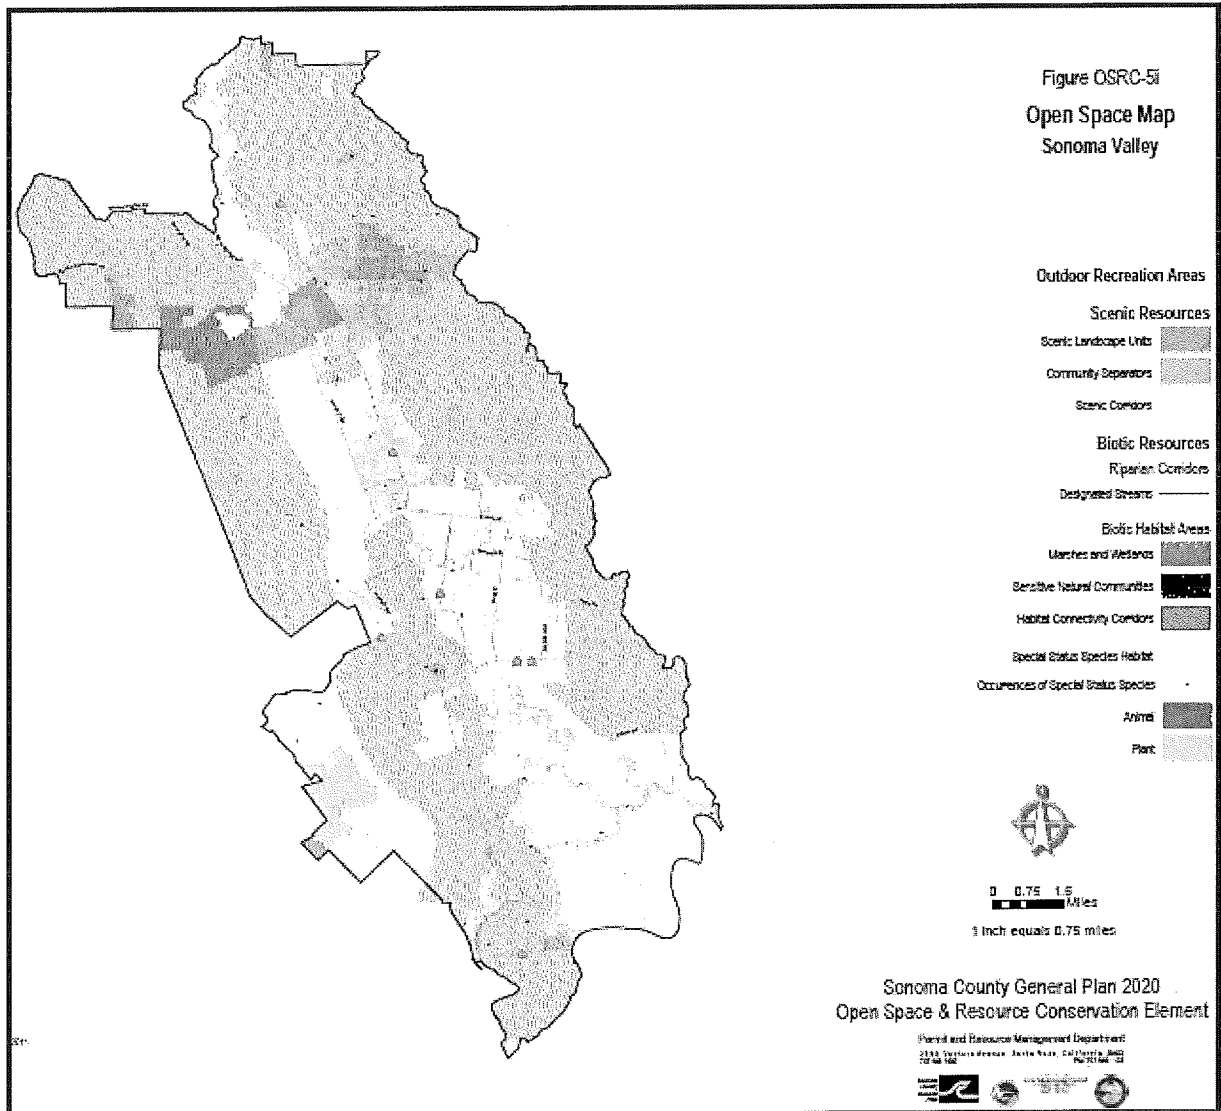 Figure OSRC-5i
Open Space Map
Sonoma Valley
Outdoor Recreation Areas
Scenic Resources
Scenic Landscape Units
Community Separators
Scenic Corridors
Biotic Resources
Riparian Corridors
Designated Streams
Biotic Habitat Areas
Marshes and Wetlands
Sensitive Natural Communities
Habitat Connectivity Corridors
Special Status Species Habitat
Occurrences of Special Status Species
Animal
Plant
0 0.75 1.5
Miles
1 inch equals 0.75 miles
Sonoma County General Plan 2020
Open Space & Resource Conservation Element
Permit and Resource Management Department